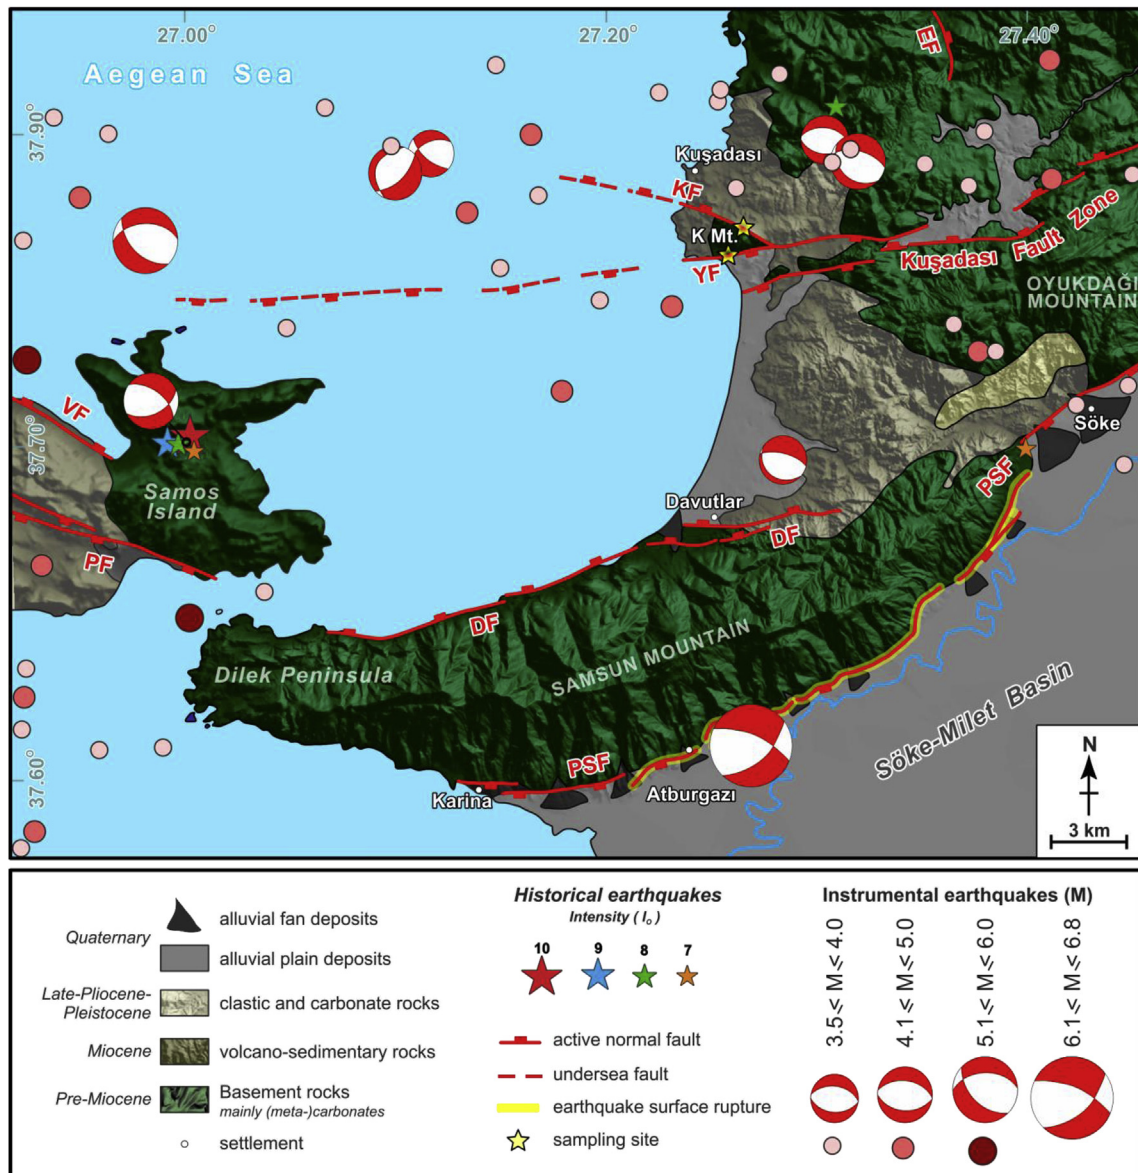 27.00°
27.20°
27.40°
Aegean Sea
EF
37.90°
Kuşadası
KF
K Mt.
YF
Kuşadası Fault Zone
OYUKDAĞI
MOUNTAIN
VF
37.70°
Samos
Island
Söke
PSF
Davutlar
DF
PF
DF
Dilek Peninsula
SAMSUN MOUNTAIN
Söke-Milet Basin
37.60°
PSF
Karina
Atburgazı
N
3 km
Quaternary
alluvial fan deposits
alluvial plain deposits
Late-Pliocene-
Pleistocene
clastic and carbonate rocks
Miocene
volcano-sedimentary rocks
Pre-Miocene
Basement rocks
mainly (meta-)carbonates
settlement
Historical earthquakes
Intensity ( I₀ )
10 9 8 7
active normal fault
undersea fault
earthquake surface rupture
sampling site
Instrumental earthquakes (M)
3.5≤ M ≤ 4.0
4.1≤ M ≤ 5.0
5.1≤ M ≤ 6.0
6.1≤ M ≤ 6.8